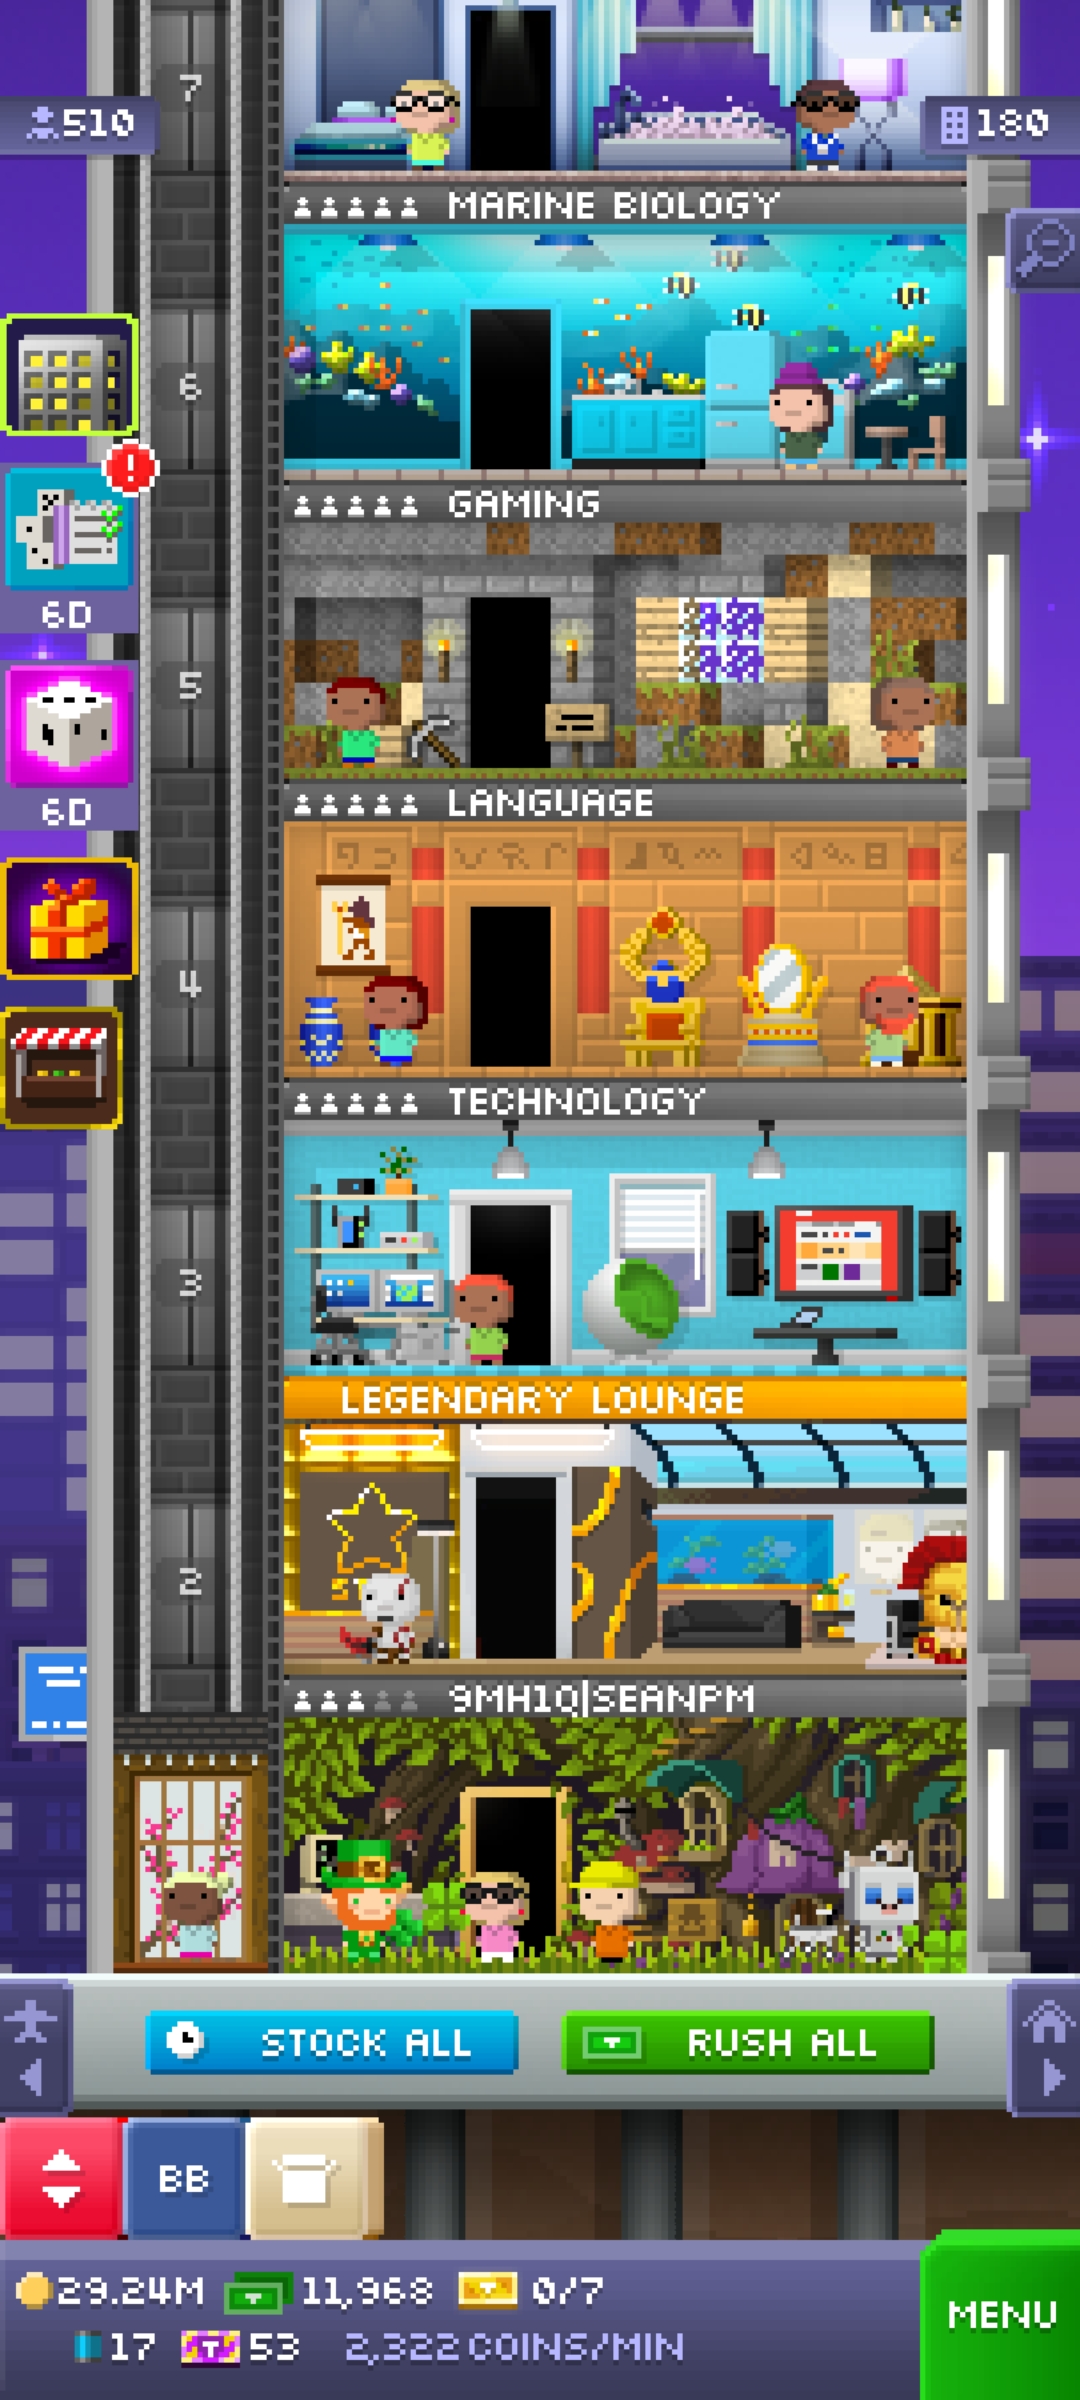 7
510
180
MARINE BIOLOGY
6
GAMING
6D
5
6D
LANGUAGE
4
TECHNOLOGY
3
LEGENDARY LOUNGE
2
9MH1Q|SEANPM
STOCK ALL
RUSH ALL
BB
29.24M
11,968
0/7
MENU
17
53
2,322 COINS/MIN